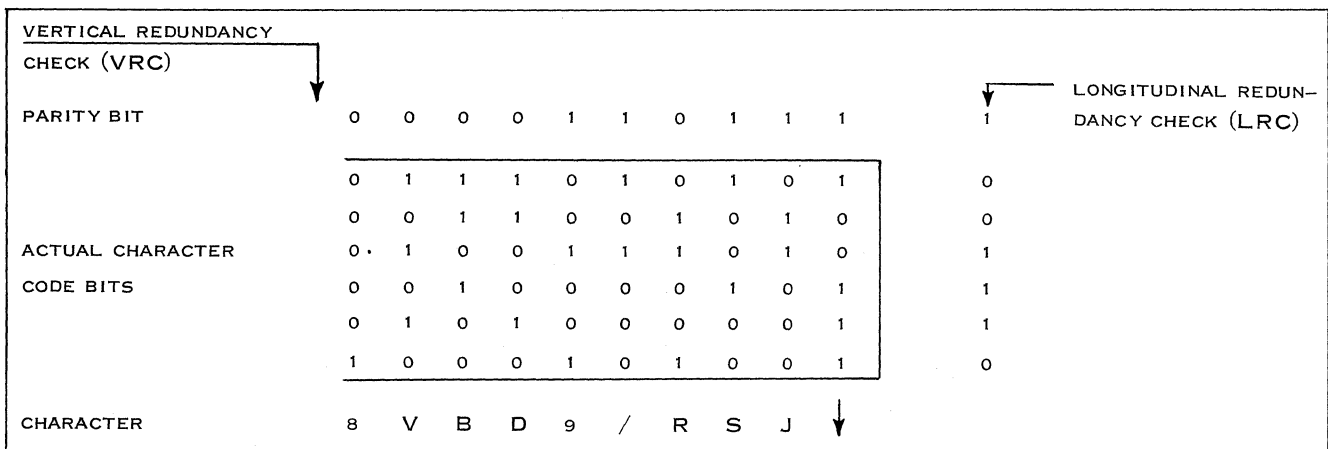 VERTICAL REDUNDANCY
CHECK (VRC)
LONGITUDINAL REDUN-
PARITY BIT 0 0 0 0 1 1 0 1 1 1 1 DANCY CHECK (LRC)
0 1 1 1 0 1 0 1 0 1 0
0 0 1 1 0 0 1 0 1 0 0
ACTUAL CHARACTER 0 1 0 0 1 1 1 0 1 0 1
CODE BITS 0 0 1 0 0 0 0 1 0 1 1
0 1 0 1 0 0 0 0 0 1 1
1 0 0 0 1 0 1 0 0 1 0
CHARACTER 8 V B D 9 / R S J ↓